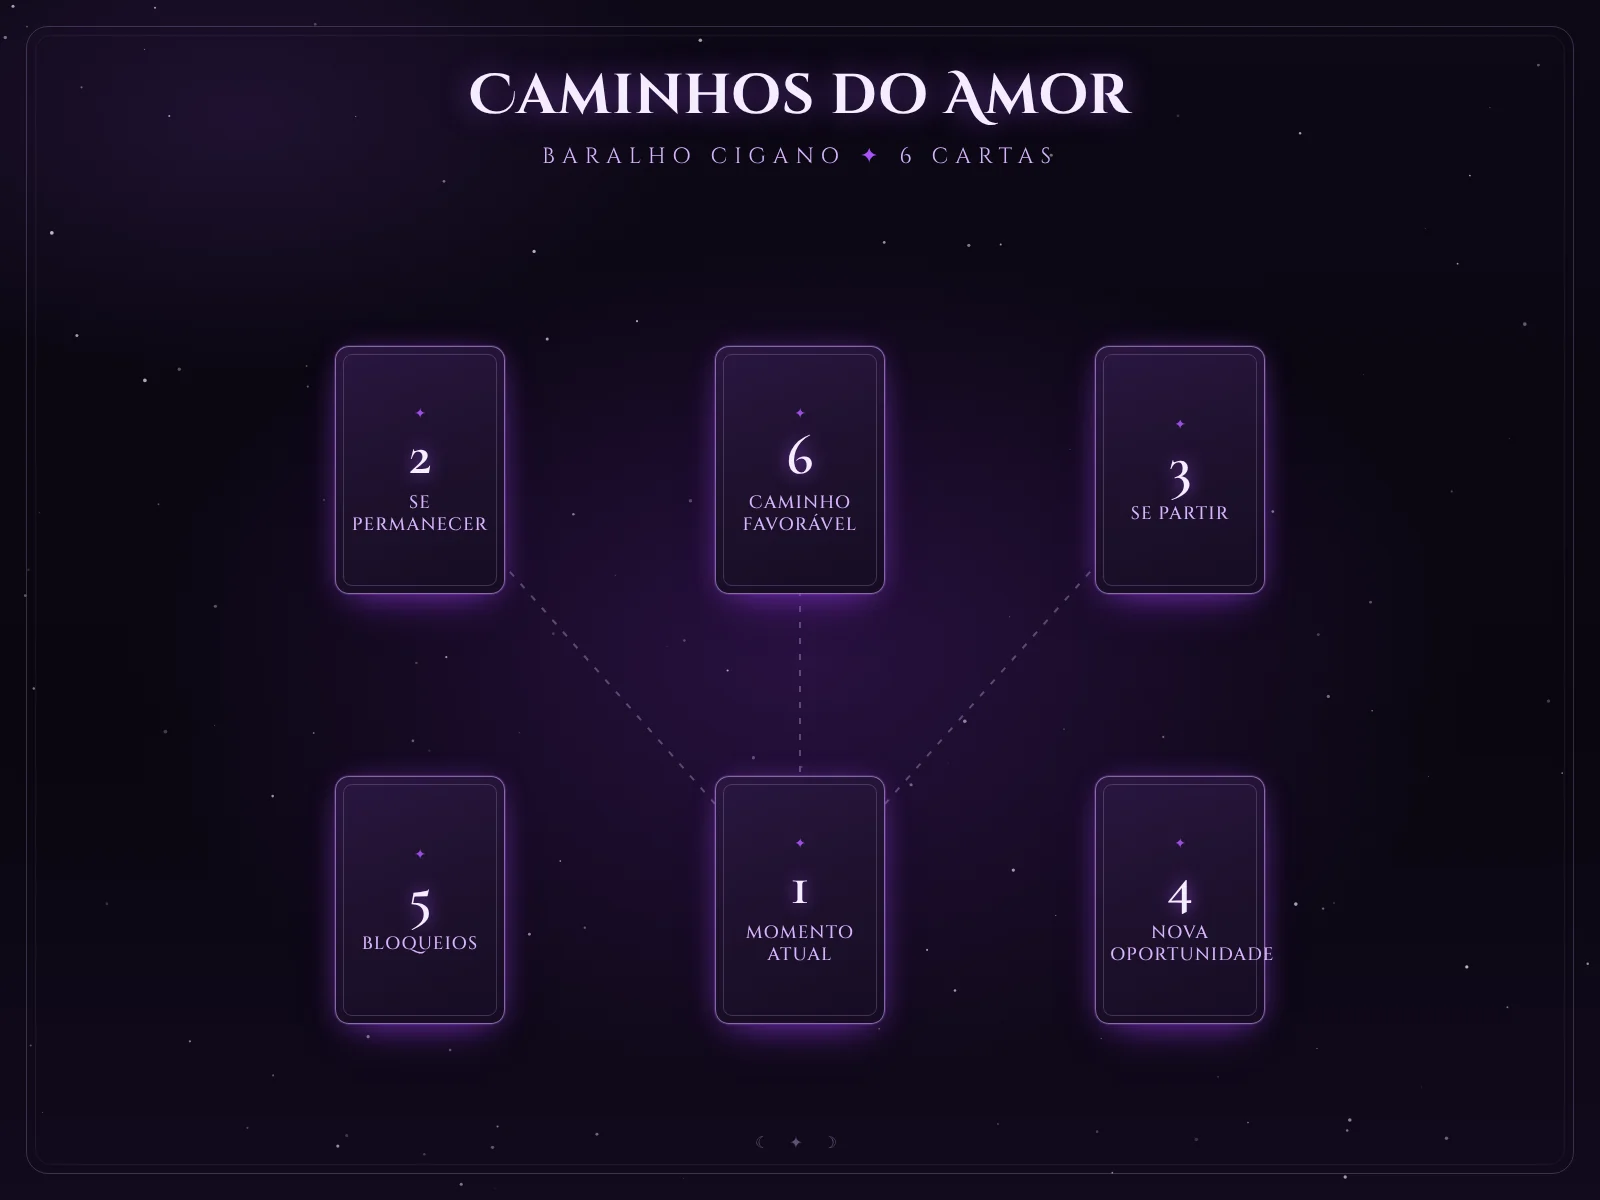 CAMINHOS DO AMOR
BARALHO CIGANO ✦ 6 CARTAS
2
SE
PERMANECER
6
CAMINHO
FAVORÁVEL
3
SE PARTIR
5
BLOQUEIOS
1
MOMENTO
ATUAL
4
NOVA
OPORTUNIDADE